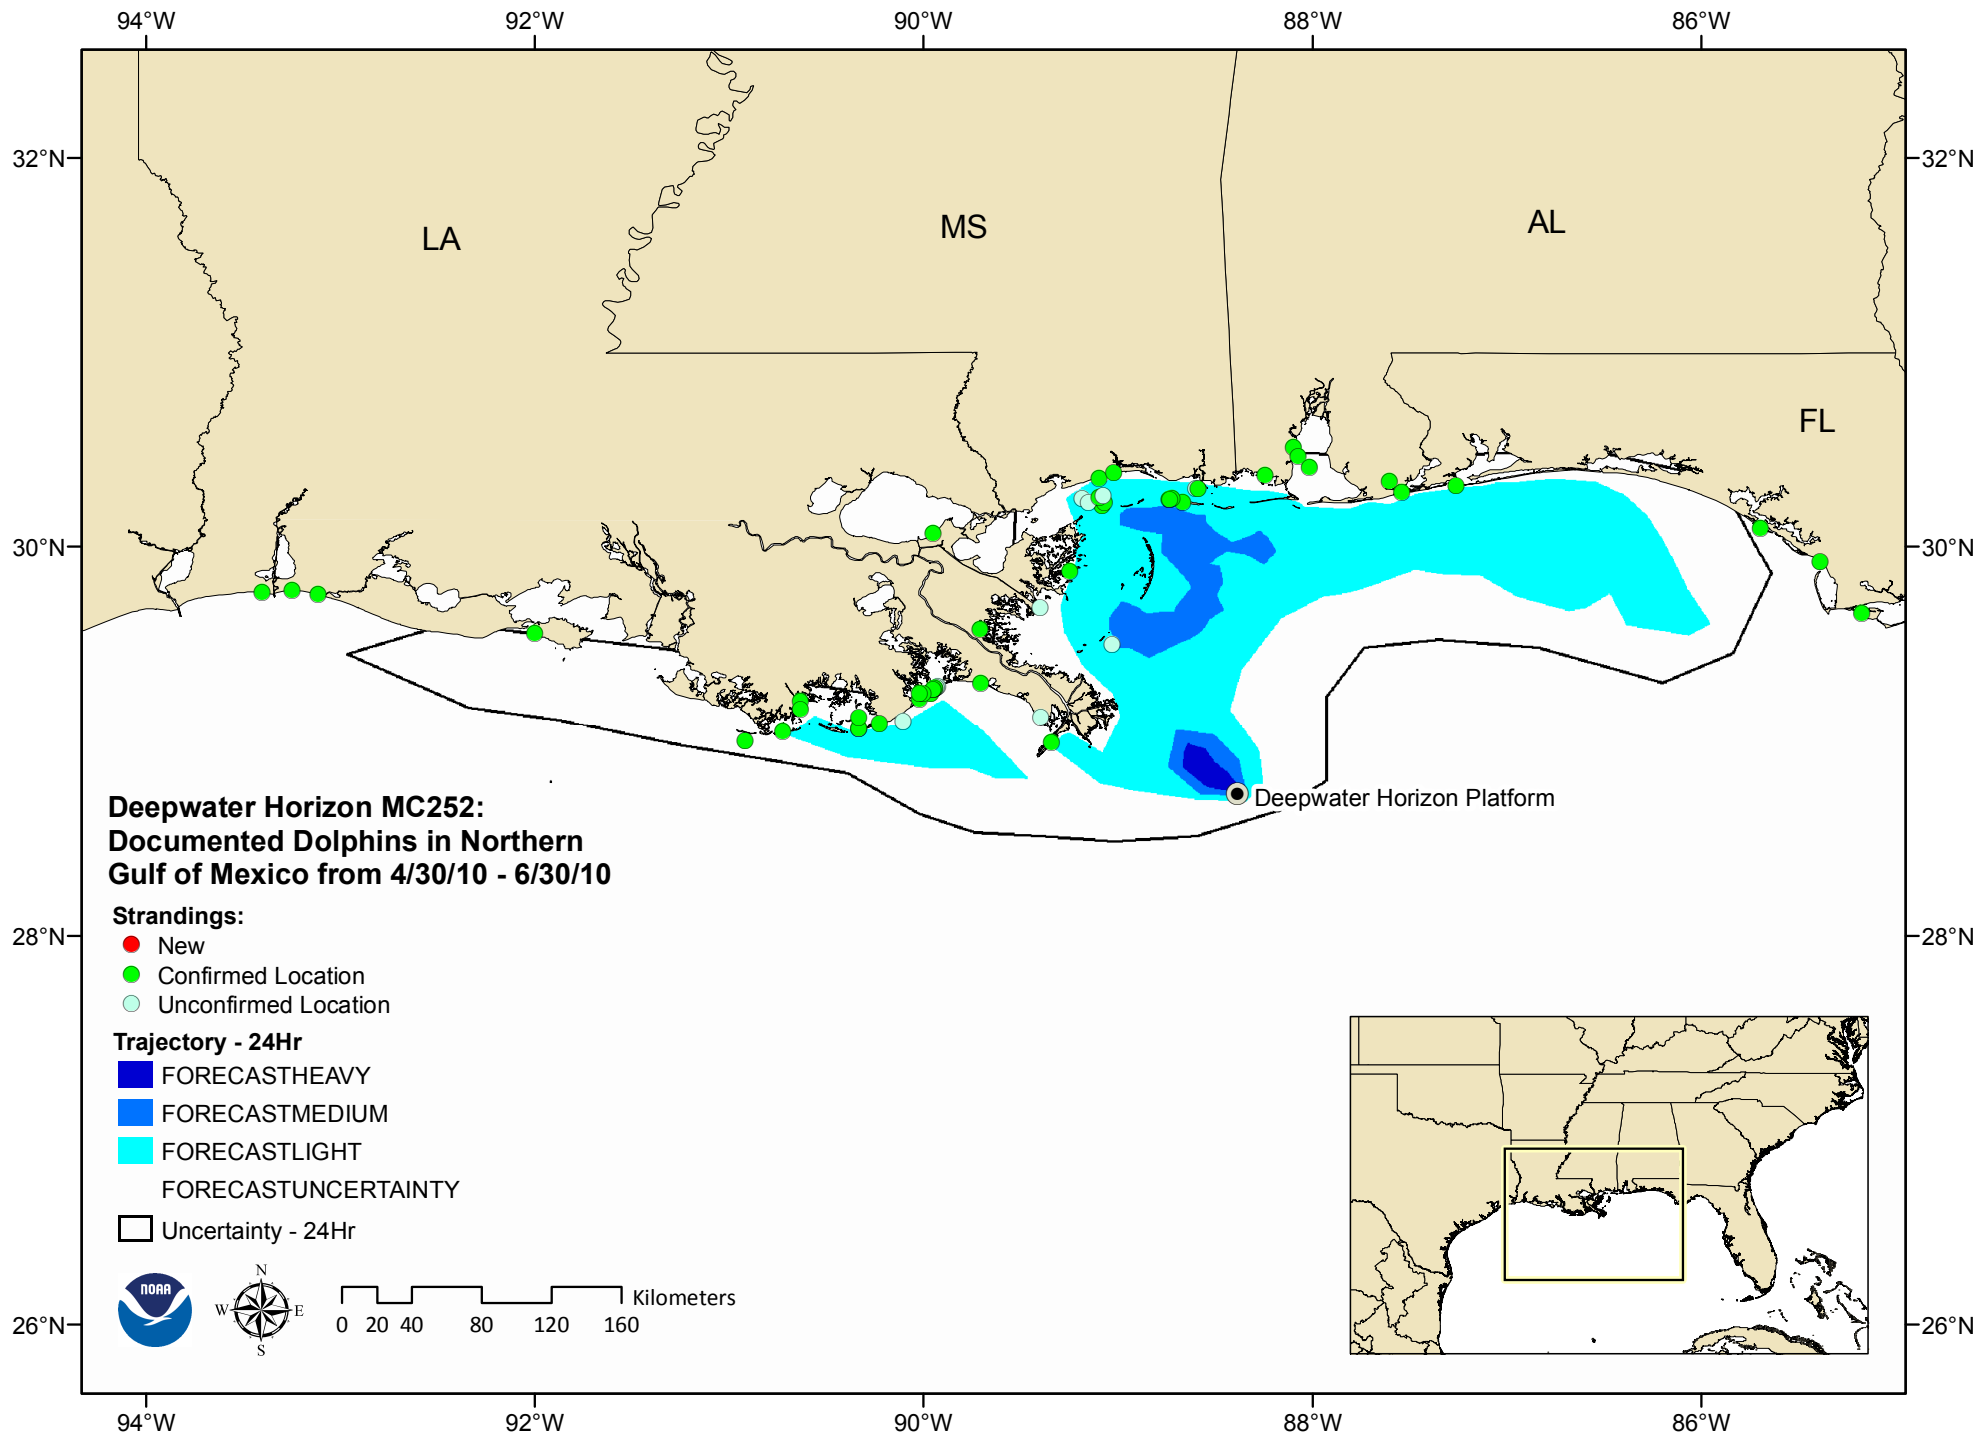 94°W 92°W 90°W 88°W 86°W
32°N 32°N
LA MS AL
FL
30°N 30°N
Deepwater Horizon Platform
Deepwater Horizon MC252:
Documented Dolphins in Northern
Gulf of Mexico from 4/30/10 - 6/30/10
Strandings:
28°N 28°N
New
Confirmed Location
Unconfirmed Location
Trajectory - 24Hr
FORECASTHEAVY
FORECASTMEDIUM
FORECASTLIGHT
FORECASTUNCERTAINTY
Uncertainty - 24Hr
NOAA
N
W E
S
Kilometers
0 20 40 80 120 160
26°N 26°N
94°W 92°W 90°W 88°W 86°W